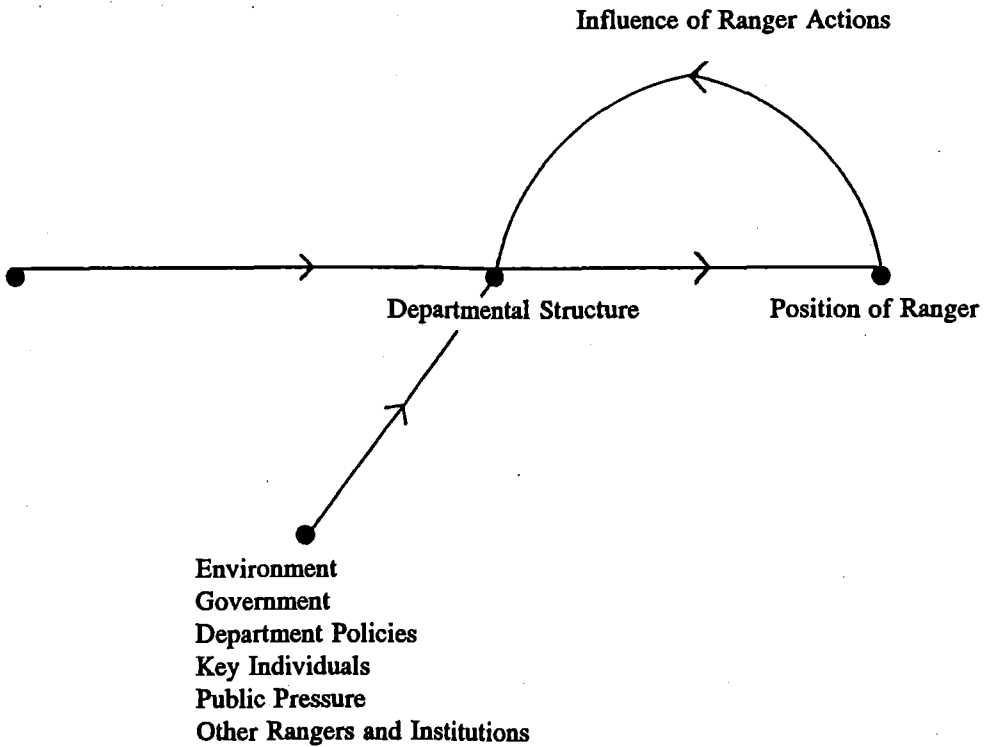 Influence of Ranger Actions
Departmental Structure
Position of Ranger
Environment
Government
Department Policies
Key Individuals
Public Pressure
Other Rangers and Institutions